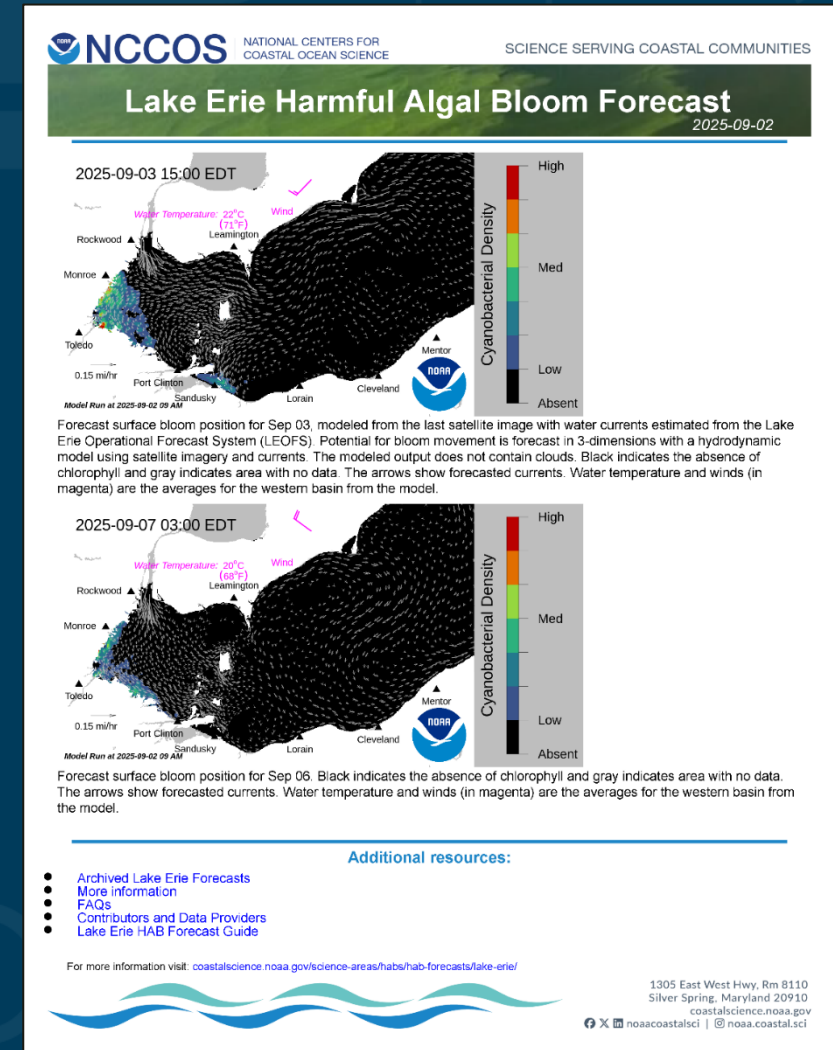 NOAA
NCCOS
NATIONAL CENTERS FOR
COASTAL OCEAN SCIENCE
SCIENCE SERVING COASTAL COMMUNITIES
Lake Erie Harmful Algal Bloom Forecast
2025-09-02
2025-09-03 15:00 EDT
Water Temperature: 22°C
(71°F)
Wind
Leamington
Rockwood
Monroe
Toledo
0.15 mi/hr
Port Clinton
Sandusky
Lorain
Cleveland
Mentor
NOAA
Model Run at 2025-09-02 09 AM
Cyanobacterial Density
High
Med
Low
Absent
Forecast surface bloom position for Sep 03, modeled from the last satellite image with water currents estimated from the Lake
Erie Operational Forecast System (LEOFS). Potential for bloom movement is forecast in 3-dimensions with a hydrodynamic
model using satellite imagery and currents. The modeled output does not contain clouds. Black indicates the absence of
chlorophyll and gray indicates area with no data. The arrows show forecasted currents. Water temperature and winds (in
magenta) are the averages for the western basin from the model.
2025-09-07 03:00 EDT
Water Temperature: 20°C
(68°F)
Wind
Leamington
Rockwood
Monroe
Toledo
0.15 mi/hr
Port Clinton
Sandusky
Lorain
Cleveland
Mentor
NOAA
Model Run at 2025-09-02 09 AM
Cyanobacterial Density
High
Med
Low
Absent
Forecast surface bloom position for Sep 06. Black indicates the absence of chlorophyll and gray indicates area with no data.
The arrows show forecasted currents. Water temperature and winds (in magenta) are the averages for the western basin from
the model.
Additional resources:
Archived Lake Erie Forecasts
More information
FAQs
Contributors and Data Providers
Lake Erie HAB Forecast Guide
For more information visit: coastalscience.noaa.gov/science-areas/habs/hab-forecasts/lake-erie/
1305 East West Hwy, Rm 8110
Silver Spring, Maryland 20910
coastalscience.noaa.gov
noaacoastalsci | noaa.coastal.sci